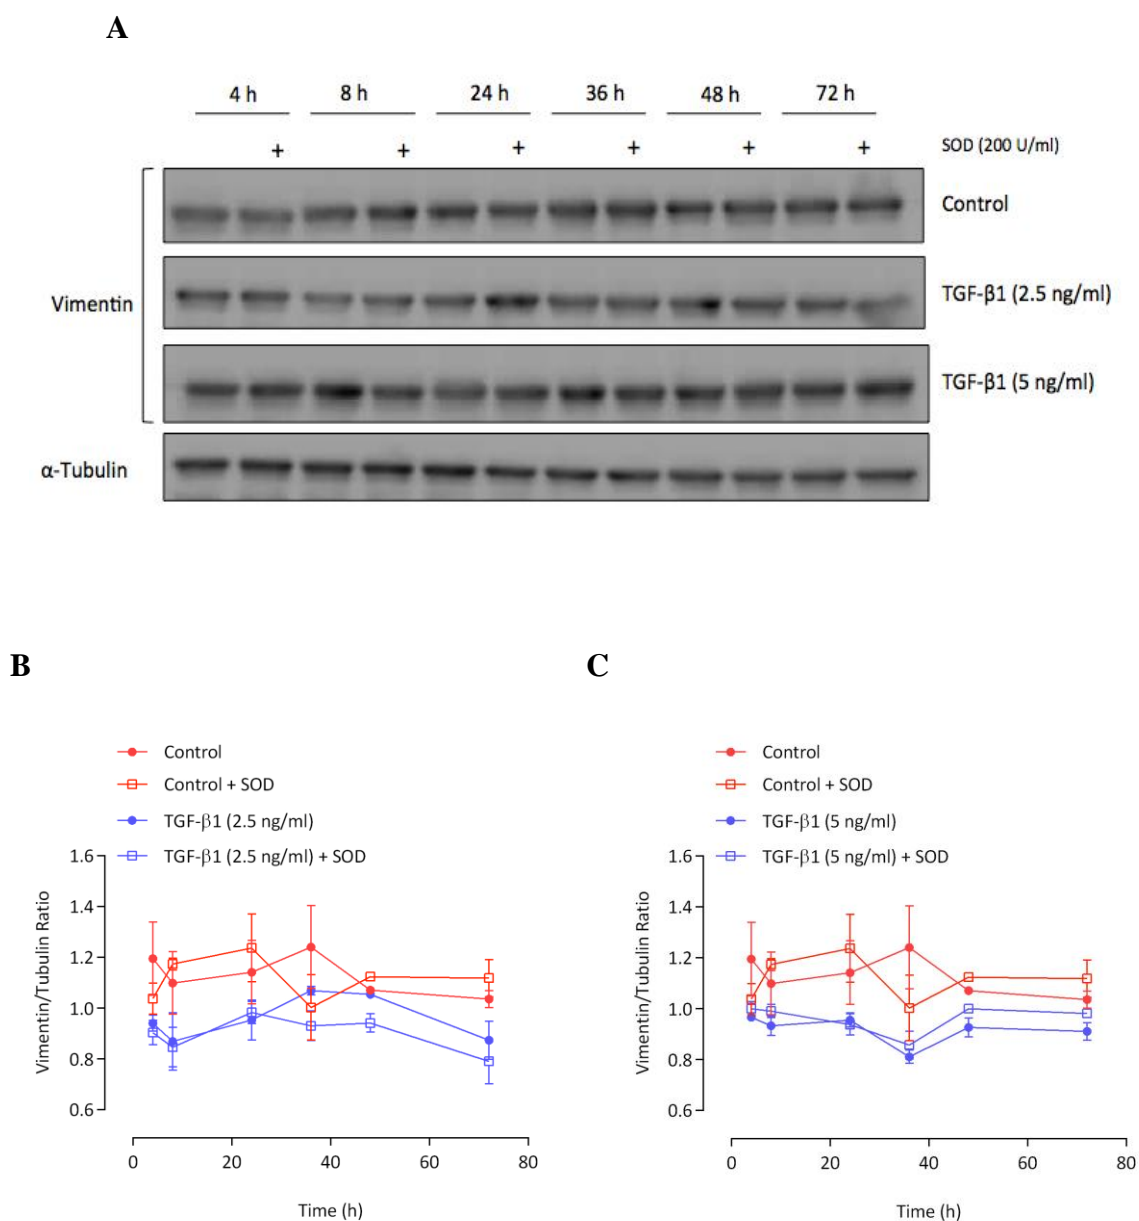 A
4 h 8 h 24 h 36 h 48 h 72 h
+ + + + + + SOD (200 U/ml)
Control
Vimentin
TGF-β1 (2.5 ng/ml)
TGF-β1 (5 ng/ml)
α-Tubulin
B
Control
Control + SOD
TGF-β1 (2.5 ng/ml)
TGF-β1 (2.5 ng/ml) + SOD
Vimentin/Tubulin Ratio
1.6
1.4
1.2
1.0
0.8
0.6
0 20 40 60 80
Time (h)
C
Control
Control + SOD
TGF-β1 (5 ng/ml)
TGF-β1 (5 ng/ml) + SOD
Vimentin/Tubulin Ratio
1.6
1.4
1.2
1.0
0.8
0.6
0 20 40 60 80
Time (h)